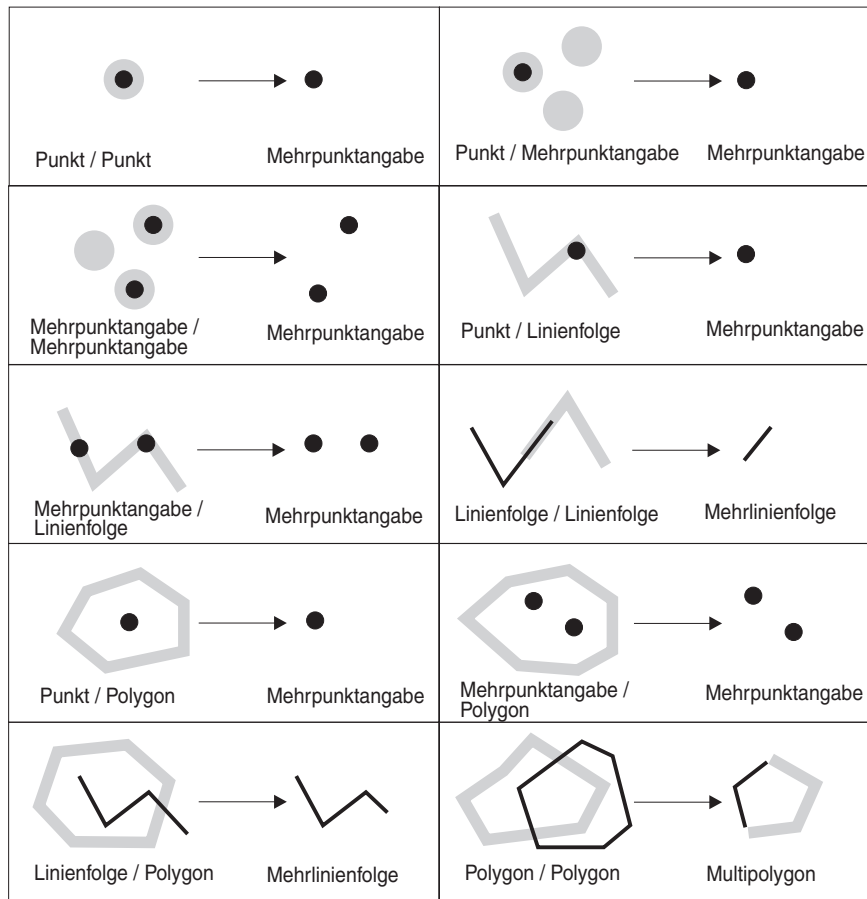 Punkt / Punkt
Mehrpunktangabe
Punkt / Mehrpunktangabe
Mehrpunktangabe
Mehrpunktangabe /
Mehrpunktangabe
Mehrpunktangabe
Punkt / Linienfolge
Mehrpunktangabe
Mehrpunktangabe /
Linienfolge
Mehrpunktangabe
Linienfolge / Linienfolge
Mehrlinienfolge
Punkt / Polygon
Mehrpunktangabe
Mehrpunktangabe /
Polygon
Mehrpunktangabe
Linienfolge / Polygon
Mehrlinienfolge
Polygon / Polygon
Multipolygon